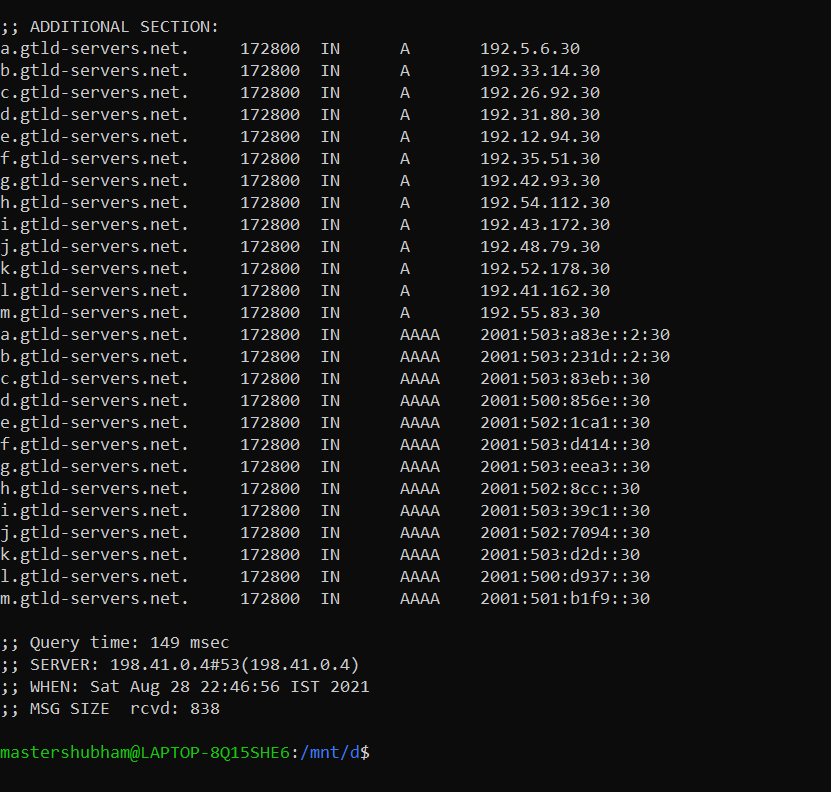 ;; ADDITIONAL SECTION:
a.gtld-servers.net. 172800 IN A 192.5.6.30
b.gtld-servers.net. 172800 IN A 192.33.14.30
c.gtld-servers.net. 172800 IN A 192.26.92.30
d.gtld-servers.net. 172800 IN A 192.31.80.30
e.gtld-servers.net. 172800 IN A 192.12.94.30
f.gtld-servers.net. 172800 IN A 192.35.51.30
g.gtld-servers.net. 172800 IN A 192.42.93.30
h.gtld-servers.net. 172800 IN A 192.54.112.30
i.gtld-servers.net. 172800 IN A 192.43.172.30
j.gtld-servers.net. 172800 IN A 192.48.79.30
k.gtld-servers.net. 172800 IN A 192.52.178.30
l.gtld-servers.net. 172800 IN A 192.41.162.30
m.gtld-servers.net. 172800 IN A 192.55.83.30
a.gtld-servers.net. 172800 IN AAAA 2001:503:a83e::2:30
b.gtld-servers.net. 172800 IN AAAA 2001:503:231d::2:30
c.gtld-servers.net. 172800 IN AAAA 2001:503:83eb::30
d.gtld-servers.net. 172800 IN AAAA 2001:500:856e::30
e.gtld-servers.net. 172800 IN AAAA 2001:502:1ca1::30
f.gtld-servers.net. 172800 IN AAAA 2001:503:d414::30
g.gtld-servers.net. 172800 IN AAAA 2001:503:eea3::30
h.gtld-servers.net. 172800 IN AAAA 2001:502:8cc::30
i.gtld-servers.net. 172800 IN AAAA 2001:503:39c1::30
j.gtld-servers.net. 172800 IN AAAA 2001:502:7094::30
k.gtld-servers.net. 172800 IN AAAA 2001:503:d2d::30
l.gtld-servers.net. 172800 IN AAAA 2001:500:d937::30
m.gtld-servers.net. 172800 IN AAAA 2001:501:b1f9::30
;; Query time: 149 msec
;; SERVER: 198.41.0.4#53(198.41.0.4)
;; WHEN: Sat Aug 28 22:46:56 IST 2021
;; MSG SIZE  rcvd: 838
mastershubham@LAPTOP-8Q15SHE6:/mnt/d$